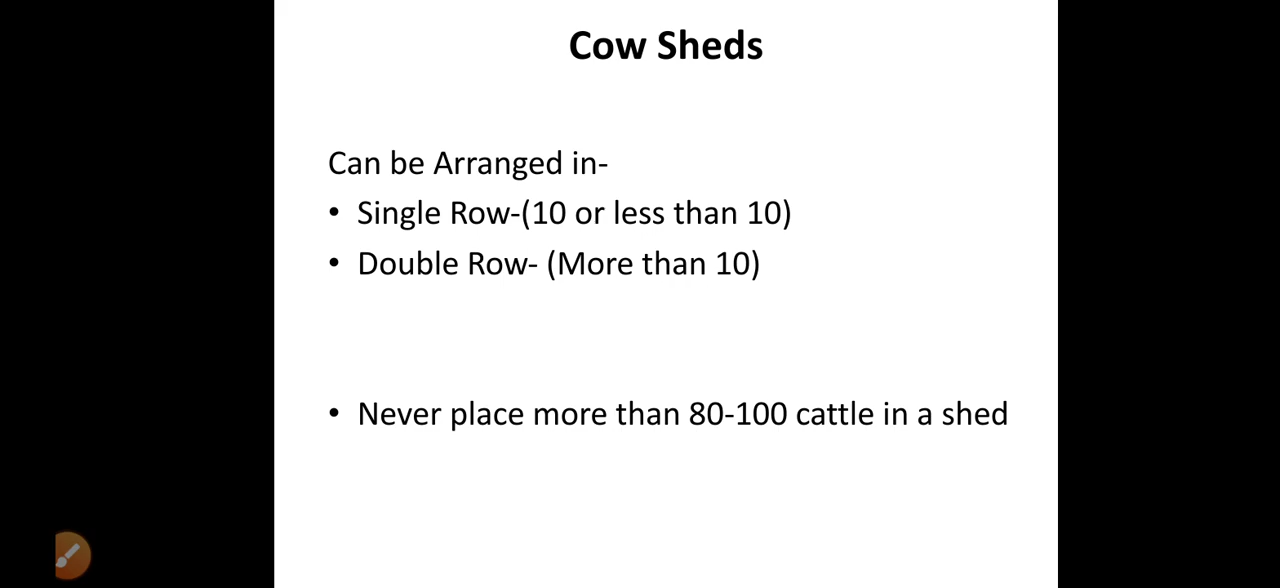 Cow Sheds
Can be Arranged in-
• Single Row-(10 or less than 10)
• Double Row- (More than 10)
• Never place more than 80-100 cattle in a shed